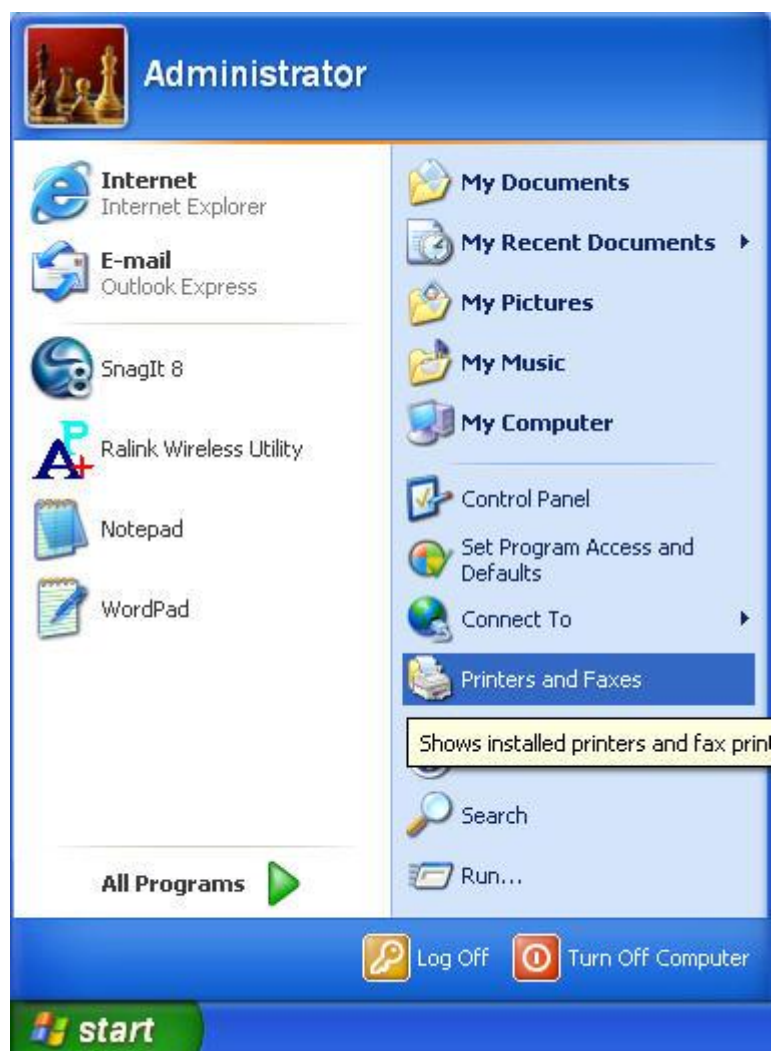 Administrator
Internet
Internet Explorer
E-mail
Outlook Express
SnagIt 8
Ralink Wireless Utility
Notepad
WordPad
All Programs
My Documents
My Recent Documents
My Pictures
My Music
My Computer
Control Panel
Set Program Access and
Defaults
Connect To
Printers and Faxes
Shows installed printers and fax
Search
Run...
Log Off
Turn Off Computer
start